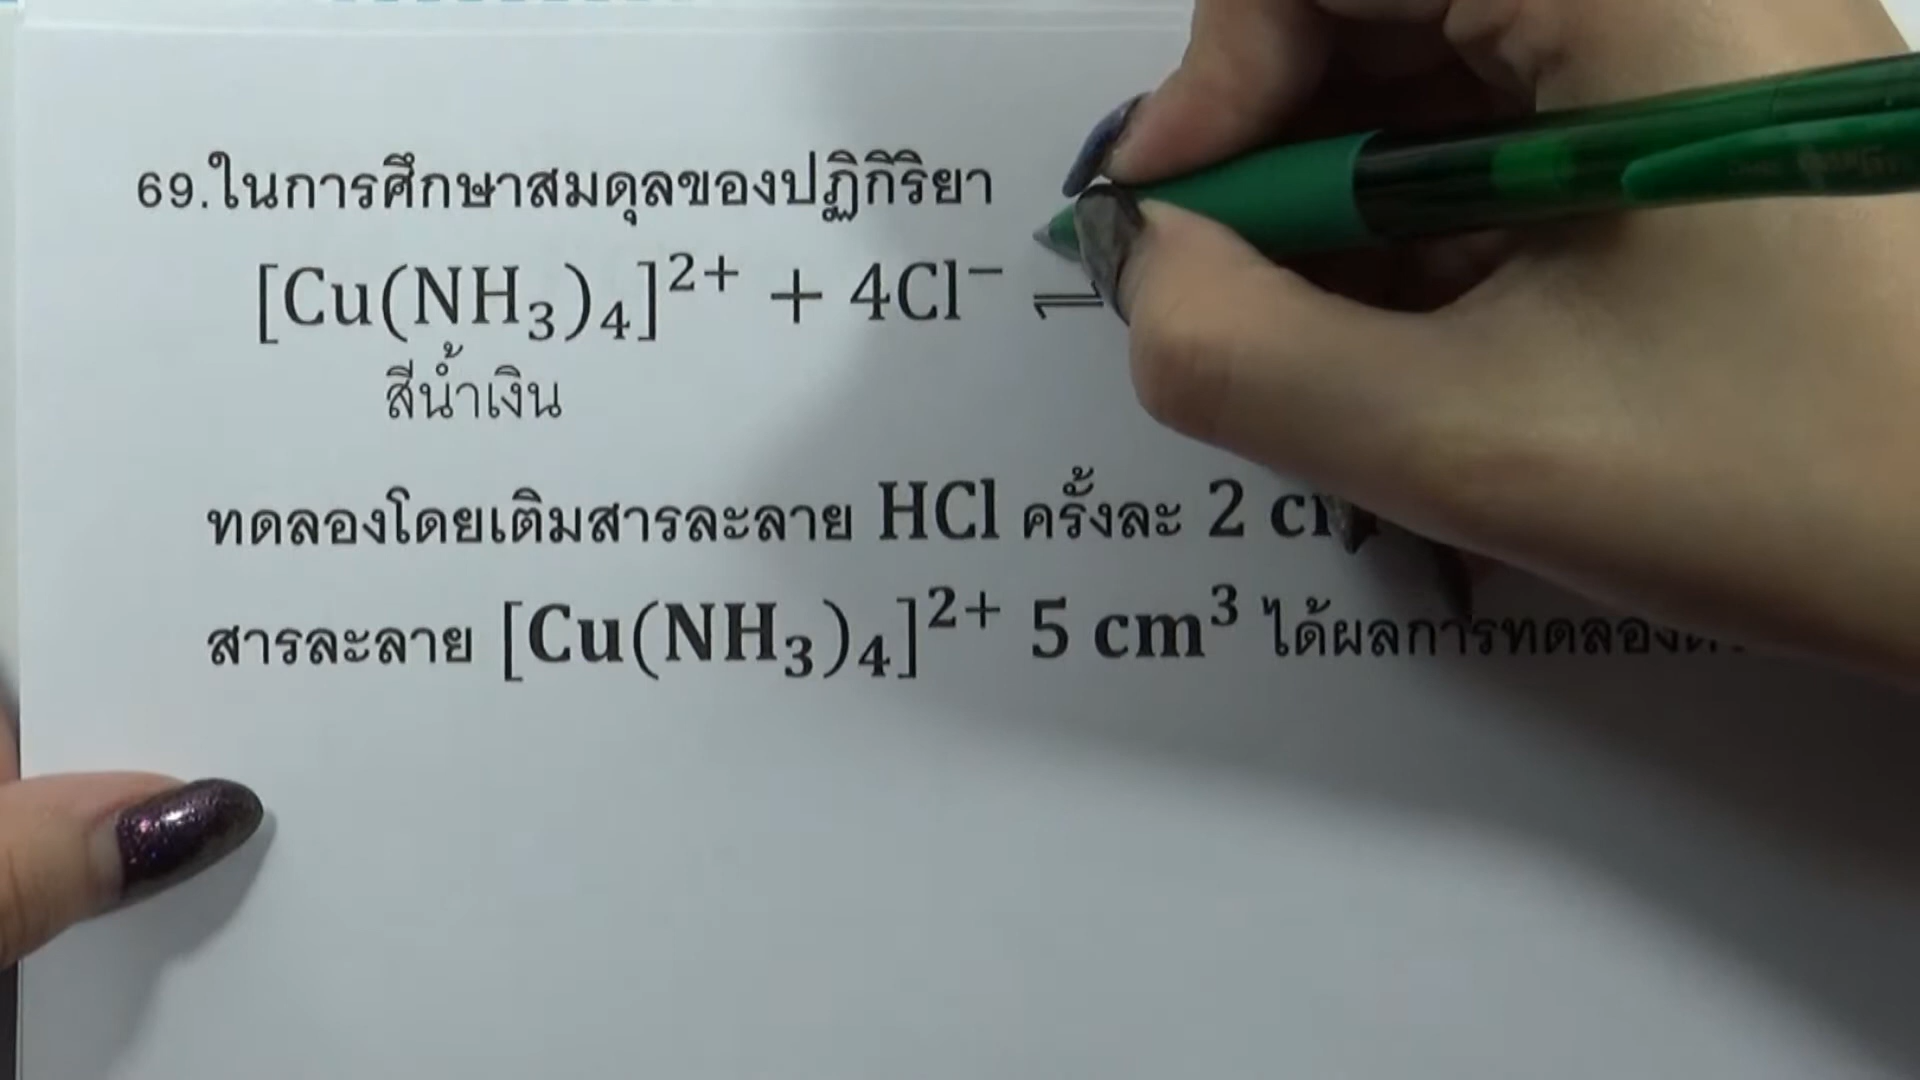 69.ในการศึกษาสมดุลของปฏิกิริยา
[Cu(NH₃)₄]²⁺ + 4Cl⁻ ⇌
สีน้ำเงิน
ทดลองโดยเติมสารละลาย HCl ครั้งละ 2
สารละลาย [Cu(NH₃)₄]²⁺ 5 cm³ ได้ผลการทดลอง